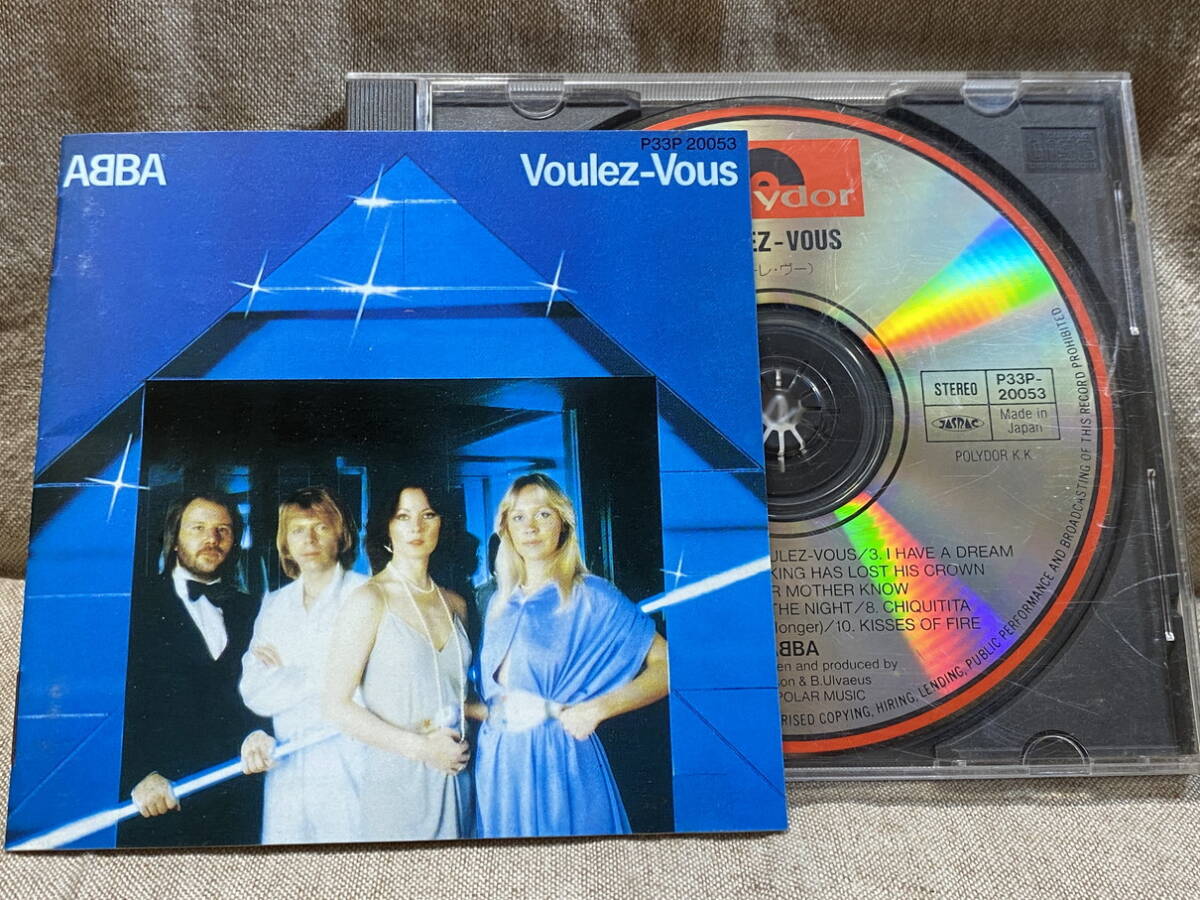 P33P 20053
ABBA
Voulez-Vous
ydor
EZ-VOUS
レ・ヴー)
STEREO
P33P-
20053
JASRAC
Made in
Japan
POLYDOR K.K.
ULEZ-VOUS/3. I HAVE A DREAM
KING HAS LOST HIS CROWN
R MOTHER KNOW
THE NIGHT/8. CHIQUITITA
longer)/10. KISSES OF FIRE
ABBA
en and produced by
son & B.Ulvaeus
POLAR MUSIC
RISED COPYING, HIRING, LENDING, PUBLIC PERFORMANCE AND BROADCASTING OF THIS RECORD PROHIBITED